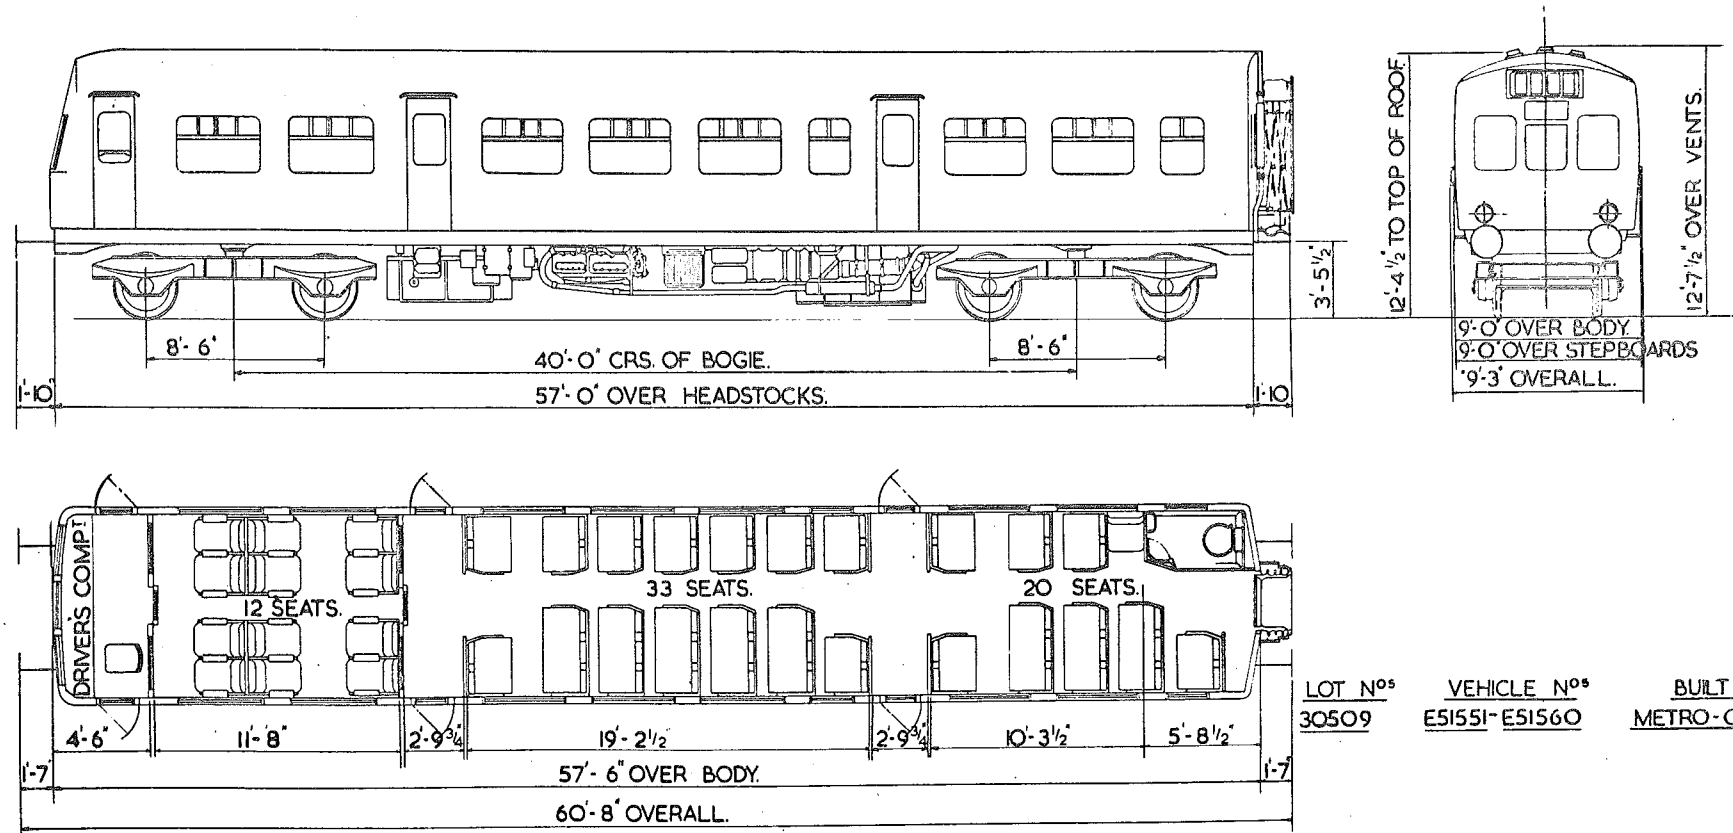 12'-4½" TO TOP OF ROOF.
12'-7½" OVER VENTS.
3'-5½"
8'-6"
8'-6"
40'-0" CRS. OF BOGIE.
1'-10"
57'-0" OVER HEADSTOCKS.
1'-10
9'-0" OVER BODY.
9'-0" OVER STEPBOARDS
9'-3" OVERALL.
DRIVER'S COMPT
12 SEATS.
33 SEATS.
20 SEATS.
LOT Nos VEHICLE Nos BUILT
30509 E51551-E51560 METRO-C
4'-6"
11'-8"
2'-9¾"
19'-2½"
2'-9¾"
10'-3½"
5'-8½"
1'-7"
57'-6" OVER BODY.
1'-7"
60'-8" OVERALL.